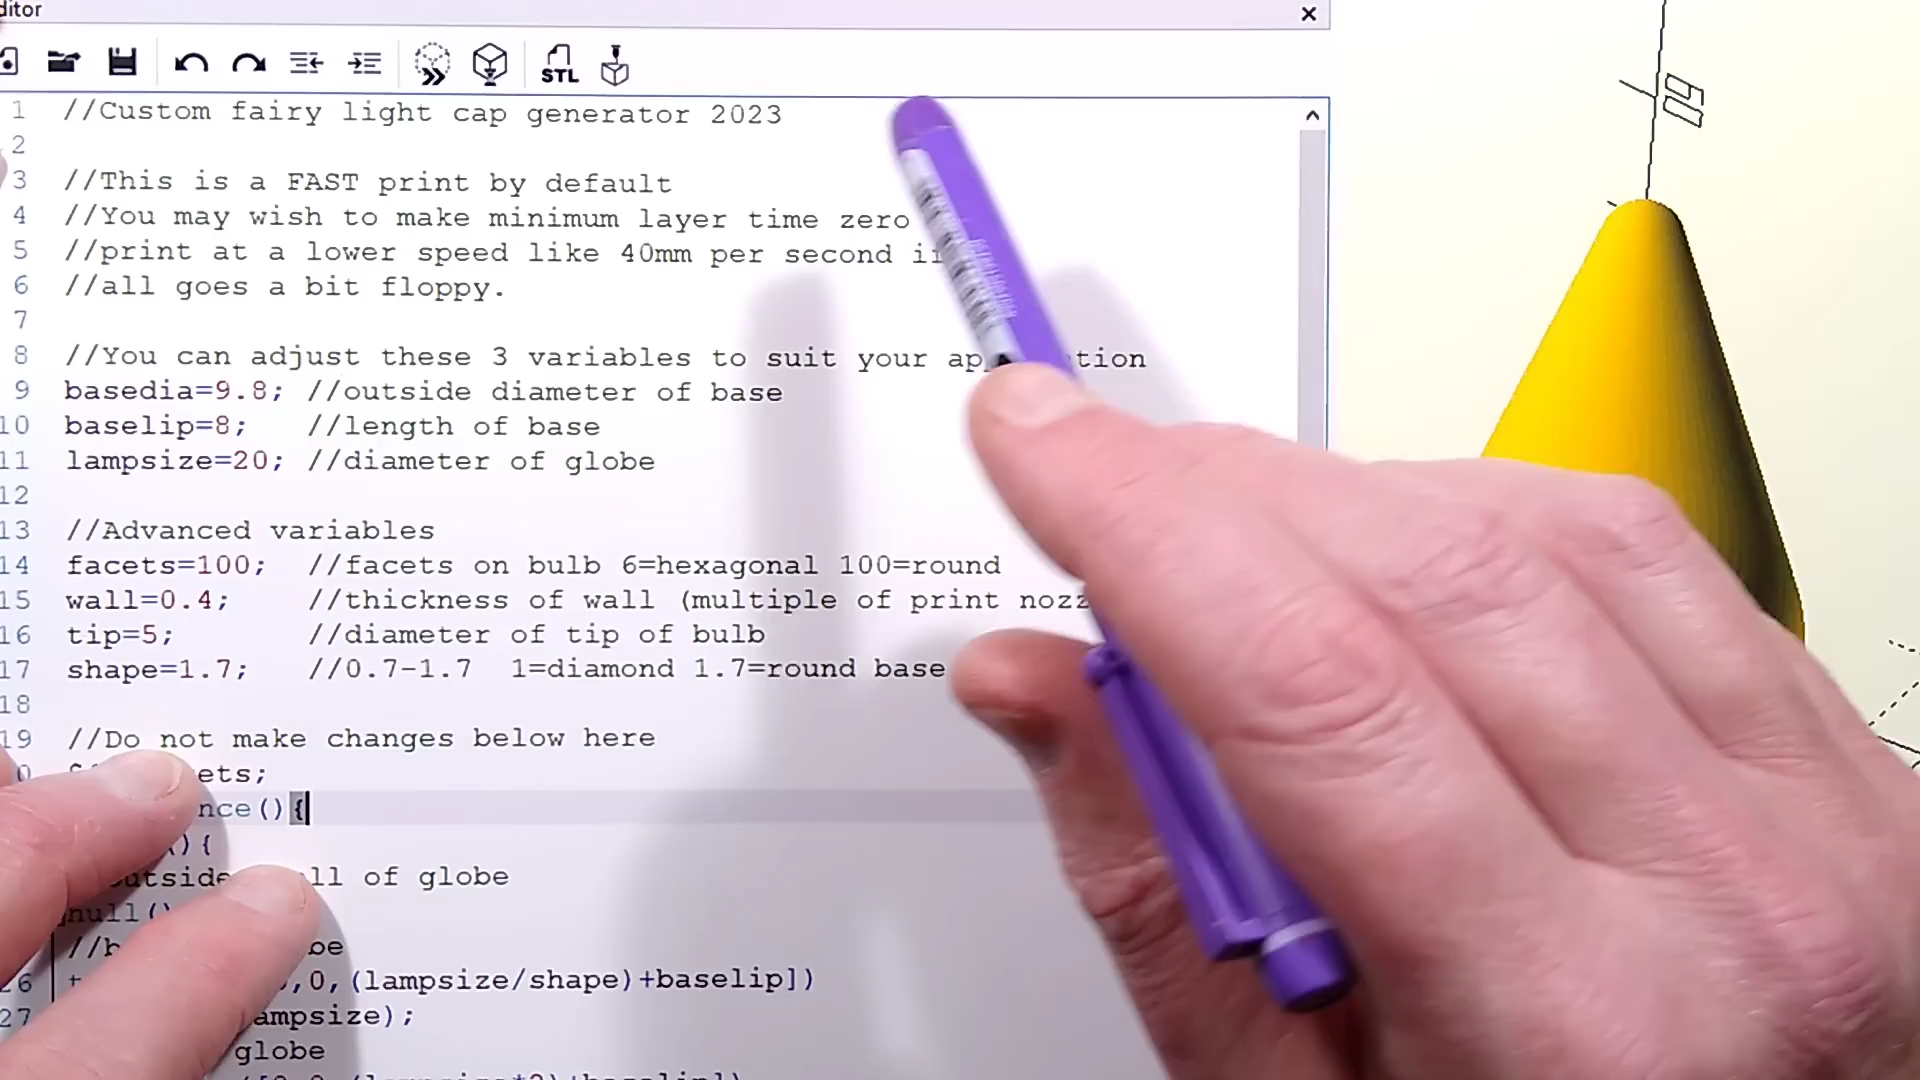 ditor
STL
1 //Custom fairy light cap generator 2023
2
3 //This is a FAST print by default
4 //You may wish to make minimum layer time zero
5 //print at a lower speed like 40mm per second
6 //all goes a bit floppy.
7
8 //You can adjust these 3 variables to suit your
9 basedia=9.8; //outside diameter of base
10 baselip=8; //length of base
11 lampsize=20; //diameter of globe
12
13 //Advanced variables
14 facets=100; //facets on bulb 6=hexagonal 100=round
15 wall=0.4; //thickness of wall (multiple of print
16 tip=5; //diameter of tip of bulb
17 shape=1.7; //0.7-1.7 1=diamond 1.7=round base
18
19 //Do not make changes below here
ets;
nce(){
){
ll of globe
hull()
26 ,0,(lampsize/shape)+baselip])
27 ampsize);
globe
10